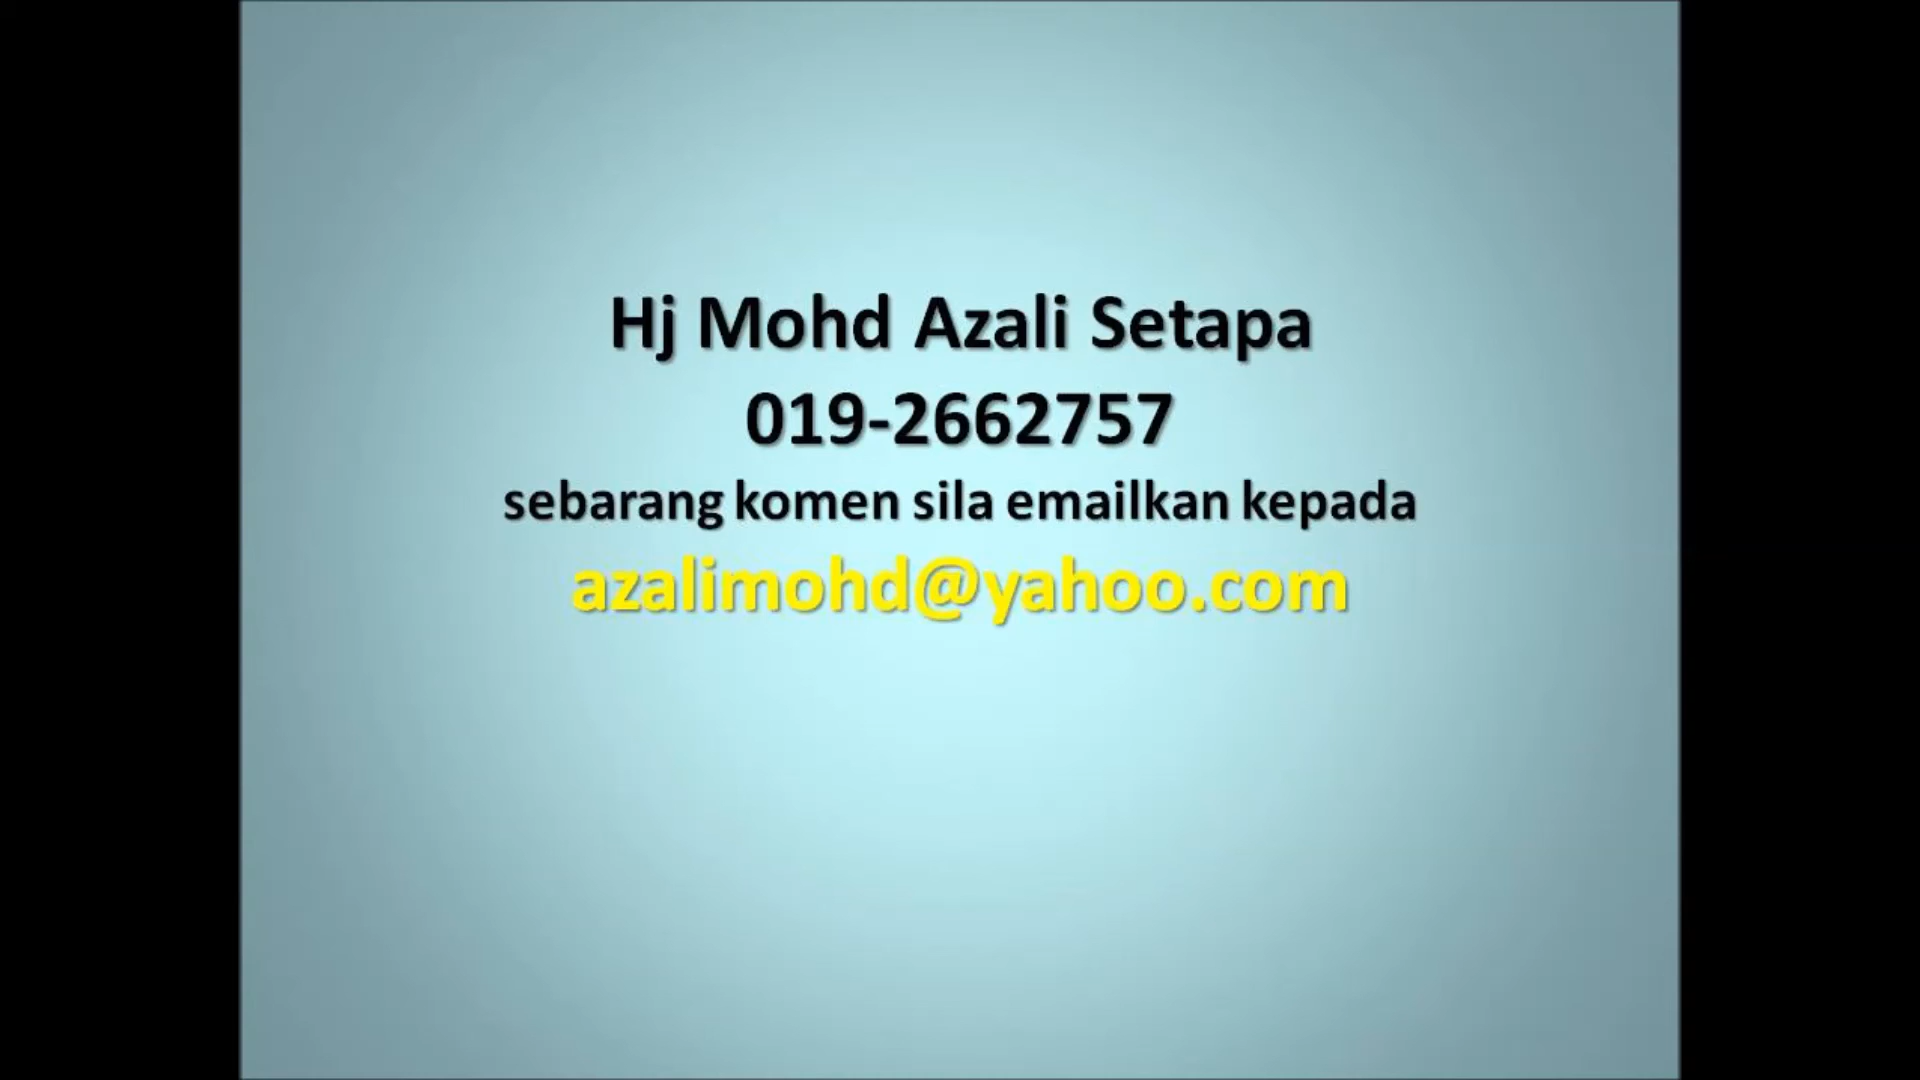 Hj Mohd Azali Setapa
019-2662757
sebarang komen sila emailkan kepada
azalimohd@yahoo.com